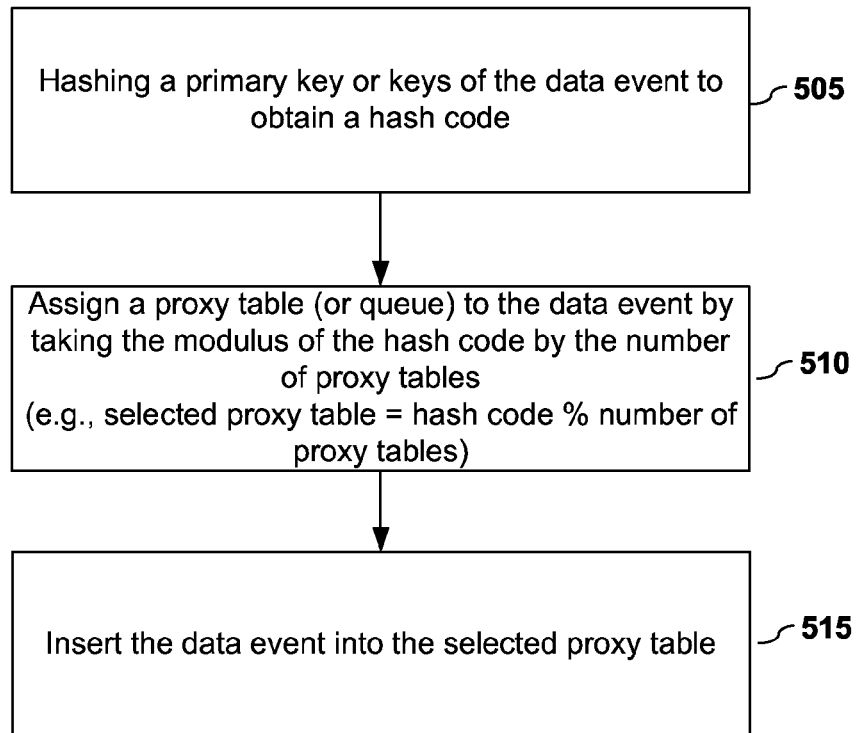 Hashing a primary key or keys of the data event to
obtain a hash code
505
Assign a proxy table (or queue) to the data event by
taking the modulus of the hash code by the number
of proxy tables
(e.g., selected proxy table = hash code % number of
proxy tables)
510
Insert the data event into the selected proxy table
515